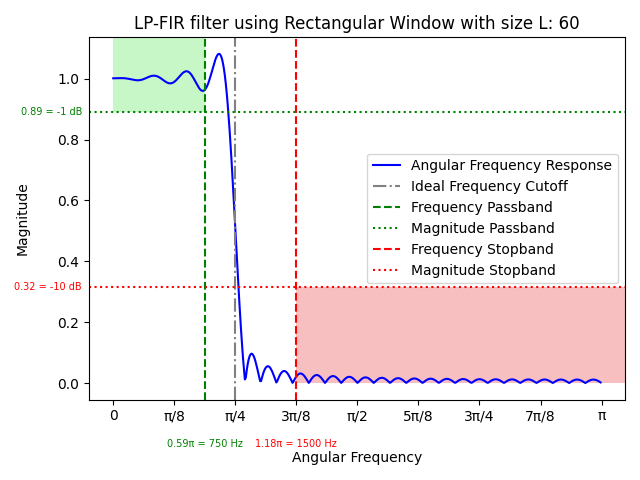 LP-FIR filter using Rectangular Window with size L: 60
Magnitude
1.0
0.89 = -1 dB
0.8
0.6
0.4
0.32 = -10 dB
0.2
0.0
Angular Frequency Response
Ideal Frequency Cutoff
Frequency Passband
Magnitude Passband
Frequency Stopband
Magnitude Stopband
0 π/8 π/4 3π/8 π/2 5π/8 3π/4 7π/8 π
0.59π = 750 Hz 1.18π = 1500 Hz
Angular Frequency